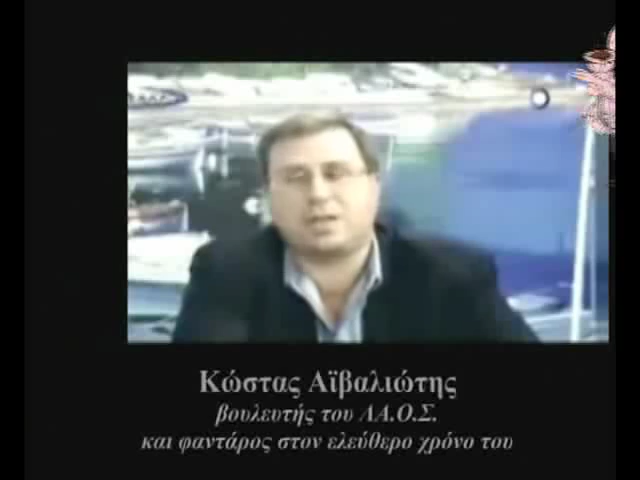 Κώστας Αϊβαλιώτης
βουλευτής του ΛΑ.Ο.Σ.
και φαντάρος στον ελεύθερο χρόνο του